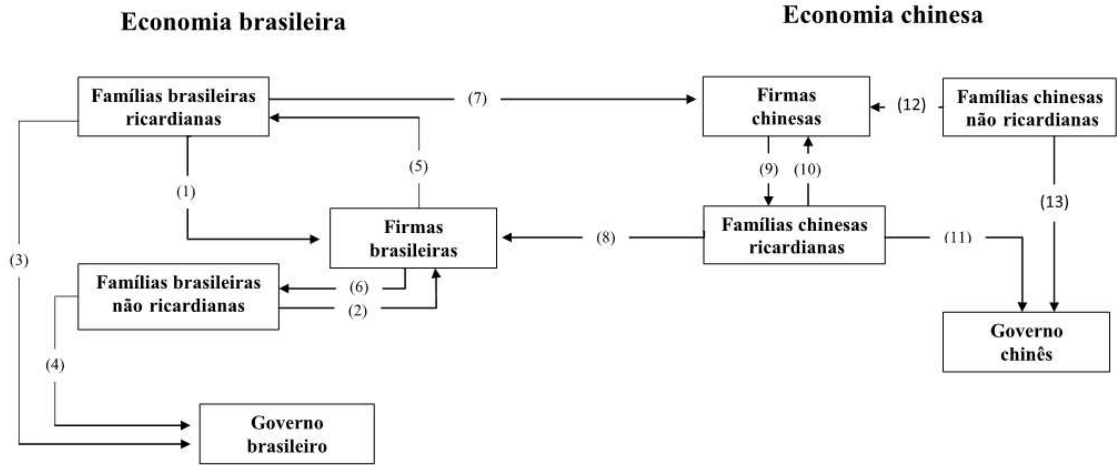 Economia brasileira
Economia chinesa
Famílias brasileiras
ricardianas
(7)
Firmas
chinesas
(12)
Famílias chinesas
não ricardianas
(1)
(5)
(9)
(10)
(13)
Firmas
brasileiras
(8)
Famílias chinesas
ricardianas
(11)
(3)
Famílias brasileiras
não ricardianas
(6)
(2)
(4)
Governo
chinês
Governo
brasileiro